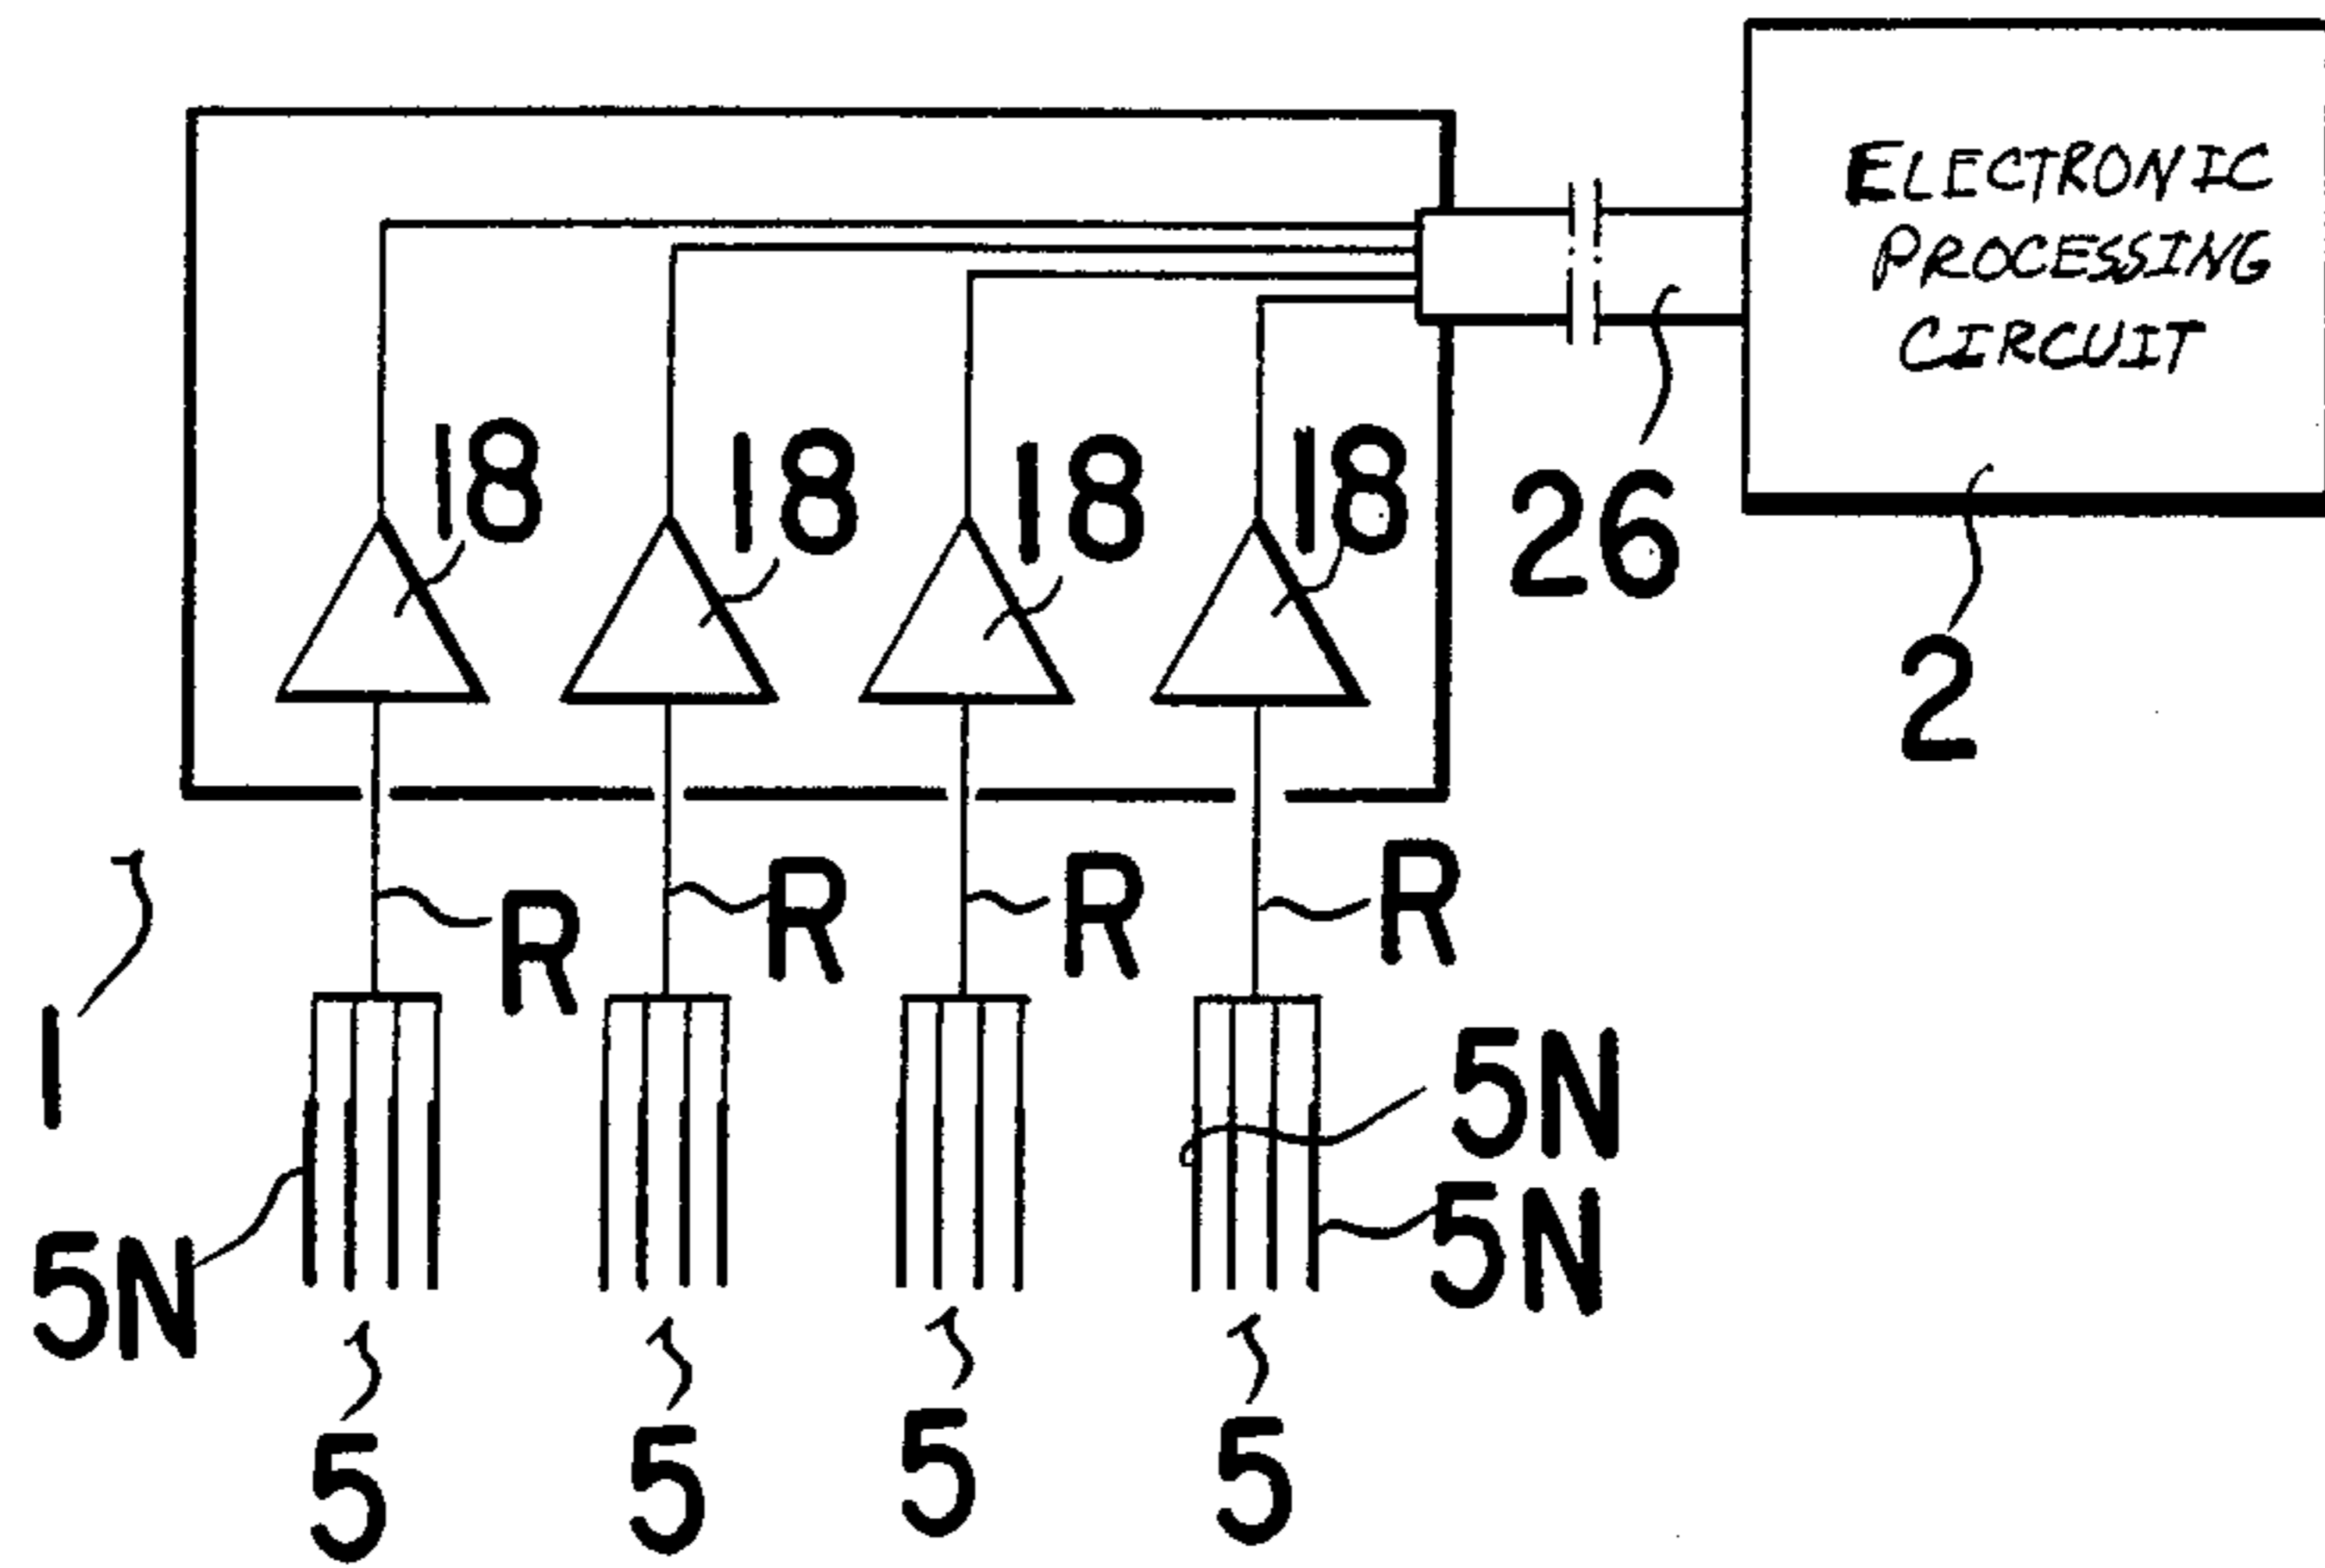 ELECTRONIC
PROCESSING
CIRCUIT
18 18 18 18
26
2
R R R R
1
5N
5N
5N
5 5 5 5